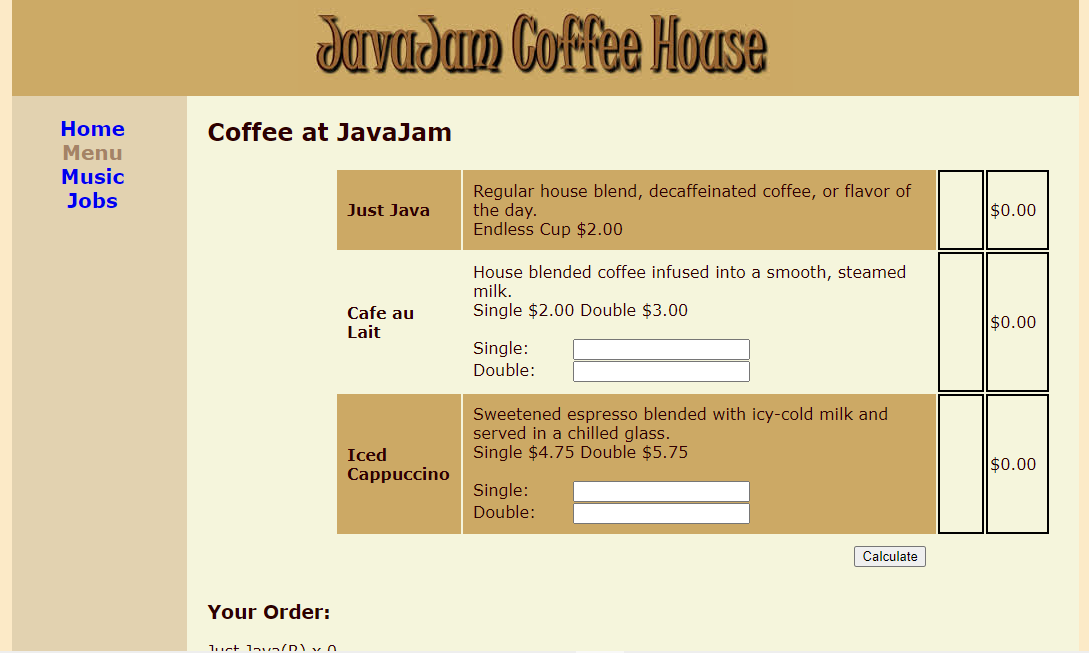 JavaJam Coffee House
Home
Menu
Music
Jobs
Coffee at JavaJam
Just Java
Regular house blend, decaffeinated coffee, or flavor of
the day.
Endless Cup $2.00
$0.00
Cafe au
Lait
House blended coffee infused into a smooth, steamed
milk.
Single $2.00 Double $3.00
Single:
Double:
$0.00
Iced
Cappuccino
Sweetened espresso blended with icy-cold milk and
served in a chilled glass.
Single $4.75 Double $5.75
Single:
Double:
$0.00
Calculate
Your Order:
Just Java(R) x 0